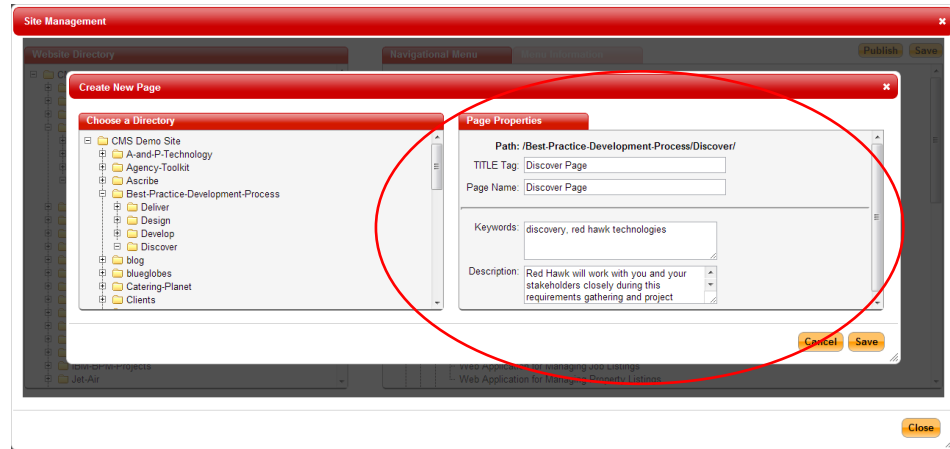 Site Management
Website Directory
Navigational Menu
Publish Save
Create New Page
Choose a Directory
CMS Demo Site
A-and-P-Technology
Agency-Toolkit
Ascribe
Best-Practice-Development-Process
Deliver
Design
Develop
Discover
blog
blueglobes
Catering-Planet
Clients
Page Properties
Path: /Best-Practice-Development-Process/Discover/
TITLE Tag: Discover Page
Page Name: Discover Page
Keywords: discovery, red hawk technologies
Description: Red Hawk will work with you and your
stakeholders closely during this
requirements gathering and project
Cancel Save
IBM-BPM-Projects
Jet-Air
Web Application for Managing Job Listings
Web Application for Managing Property Listings
Close